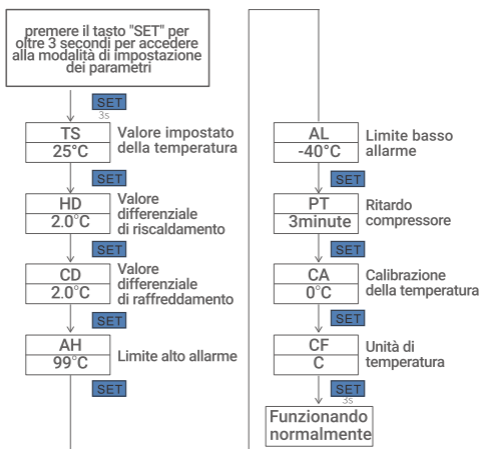 premere il tasto "SET" per
oltre 3 secondi per accedere
alla modalità di impostazione
dei parametri
SET
3s
TS
25°C
Valore impostato
della temperatura
SET
HD
2.0°C
Valore
differenziale
di riscaldamento
SET
CD
2.0°C
Valore
differenziale
di raffreddamento
SET
AH
99°C
Limite alto allarme
SET
AL
-40°C
Limite basso
allarme
SET
PT
3minute
Ritardo
compressore
SET
CA
0°C
Calibrazione
della temperatura
SET
CF
C
Unità di
temperatura
SET
3s
Funzionando
normalmente